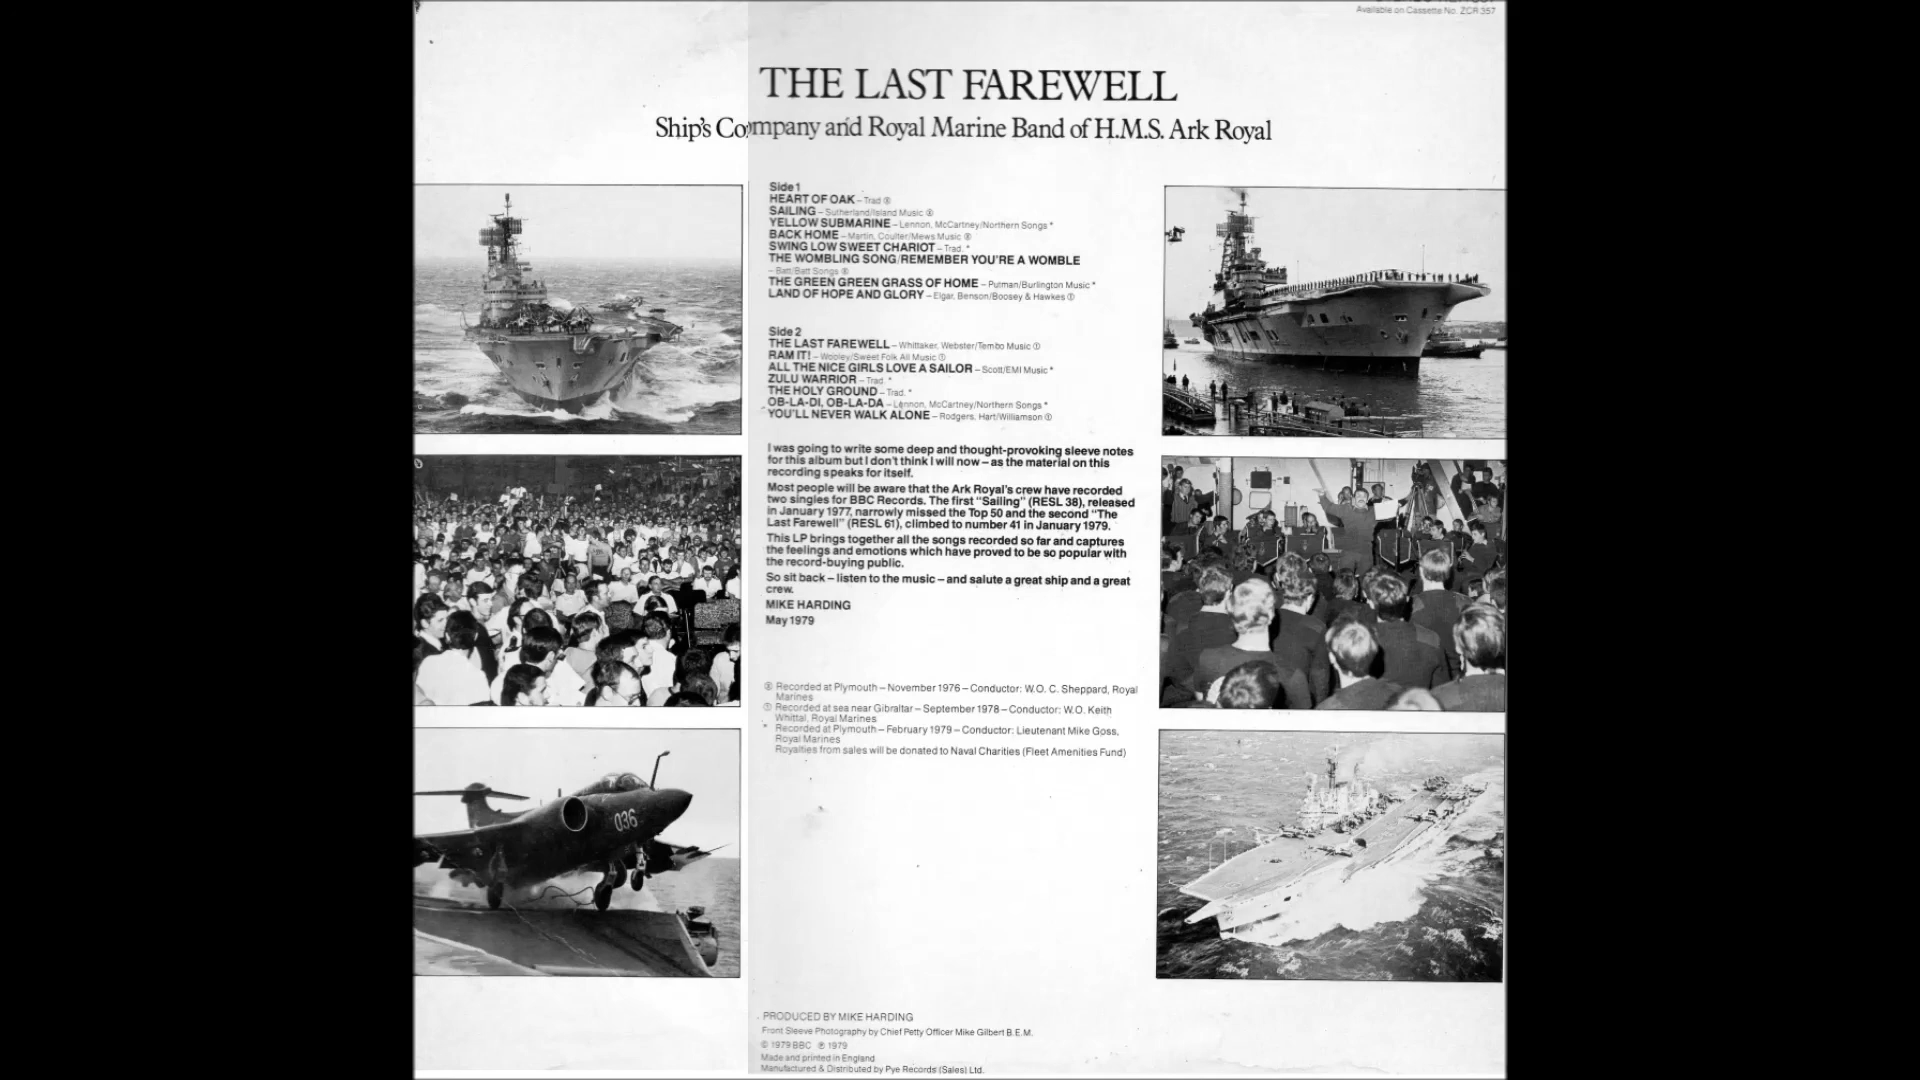 Available on Cassette No. ZCR 357
THE LAST FAREWELL
Ship's Company and Royal Marine Band of H.M.S. Ark Royal
Side 1
HEART OF OAK – Trad ⑥
SAILING – Sutherland/Island Music ⑥
YELLOW SUBMARINE – Lennon, McCartney/Northern Songs *
BACK HOME – Martin, Coulter/Mews Music ⑥
SWING LOW SWEET CHARIOT – Trad. *
THE WOMBLING SONG/REMEMBER YOU'RE A WOMBLE
– Batt/Batt Songs ⑥
THE GREEN GREEN GRASS OF HOME – Putman/Burlington Music *
LAND OF HOPE AND GLORY – Elgar, Benson/Boosey & Hawkes ①
Side 2
THE LAST FAREWELL – Whittaker, Webster/Tembo Music ①
RAM IT! – Wooley/Sweet Folk All Music ①
ALL THE NICE GIRLS LOVE A SAILOR – Scott/EMI Music *
ZULU WARRIOR – Trad. *
THE HOLY GROUND – Trad. *
OB-LA-DI, OB-LA-DA – Lennon, McCartney/Northern Songs *
YOU'LL NEVER WALK ALONE – Rodgers, Hart/Williamson ①
I was going to write some deep and thought-provoking sleeve notes
for this album but I don't think I will now – as the material on this
recording speaks for itself.
Most people will be aware that the Ark Royal's crew have recorded
two singles for BBC Records. The first "Sailing" (RESL 38), released
in January 1977, narrowly missed the Top 50 and the second "The
Last Farewell" (RESL 61), climbed to number 41 in January 1979.
This LP brings together all the songs recorded so far and captures
the feelings and emotions which have proved to be so popular with
the record-buying public.
So sit back – listen to the music – and salute a great ship and a great
crew.
MIKE HARDING
May 1979
⑥ Recorded at Plymouth – November 1976 – Conductor: W.O. C. Sheppard, Royal
Marines
① Recorded at sea near Gibraltar – September 1978 – Conductor: W.O. Keith
Whittal, Royal Marines
* Recorded at Plymouth – February 1979 – Conductor: Lieutenant Mike Goss,
Royal Marines
Royalties from sales will be donated to Naval Charities (Fleet Amenities Fund)
036
PRODUCED BY MIKE HARDING
Front Sleeve Photography by Chief Petty Officer Mike Gilbert B.E.M.
© 1979 BBC ℗ 1979
Made and printed in England
Manufactured & Distributed by Pye Records (Sales) Ltd.